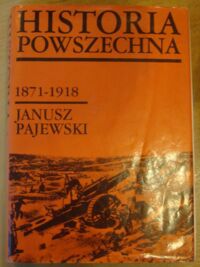 HISTORIA
POWSZECHNA
1871-1918
JANUSZ
PAJEWSKI